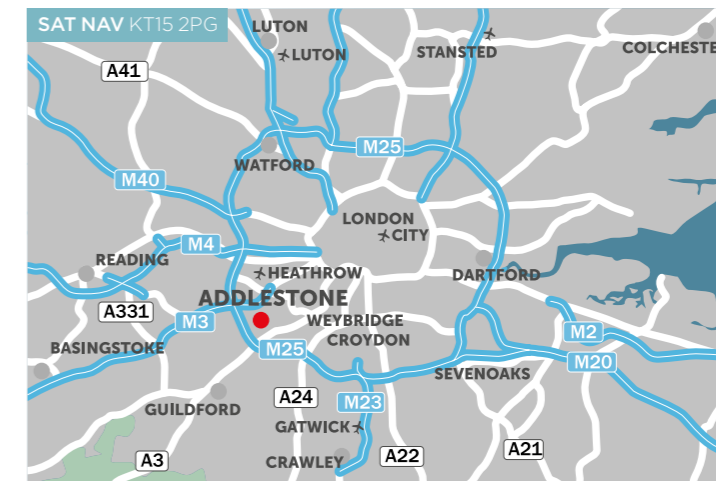 SAT NAV KT15 2PG
LUTON
LUTON
STANSTED
COLCHESTE
A41
M25
WATFORD
M40
LONDON
CITY
M4
READING
HEATHROW
DARTFORD
ADDLESTONE
A331
M3
WEYBRIDGE
M2
CROYDON
BASINGSTOKE
M25
M20
SEVENOAKS
A24
M23
GUILDFORD
GATWICK
A3
CRAWLEY
A22
A21